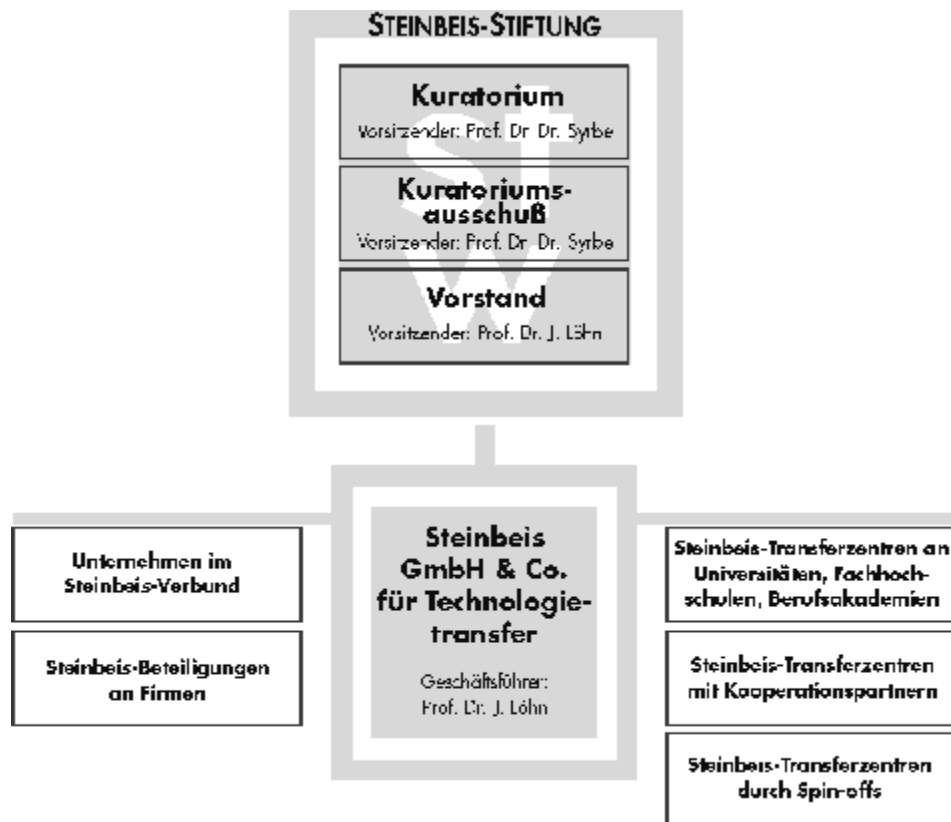 STEINBEIS-STIFTUNG
stw
Kuratorium
Vorsitzender: Prof. Dr. Dr. Syrbe
Kuratoriums-
ausschuß
Vorsitzender: Prof. Dr. Dr. Syrbe
Vorstand
Vorsitzender: Prof. Dr. J. Löhn
Unternehmen im
Steinbeis-Verbund
Steinbeis-Beteiligungen
an Firmen
Steinbeis
GmbH & Co.
für Technologie-
transfer
Geschäftsführer:
Prof. Dr. J. Löhn
Steinbeis-Transferzentren an
Universitäten, Fachhoch-
schulen, Berufsakademien
Steinbeis-Transferzentren
mit Kooperationspartnern
Steinbeis-Transferzentren
durch Spin-offs